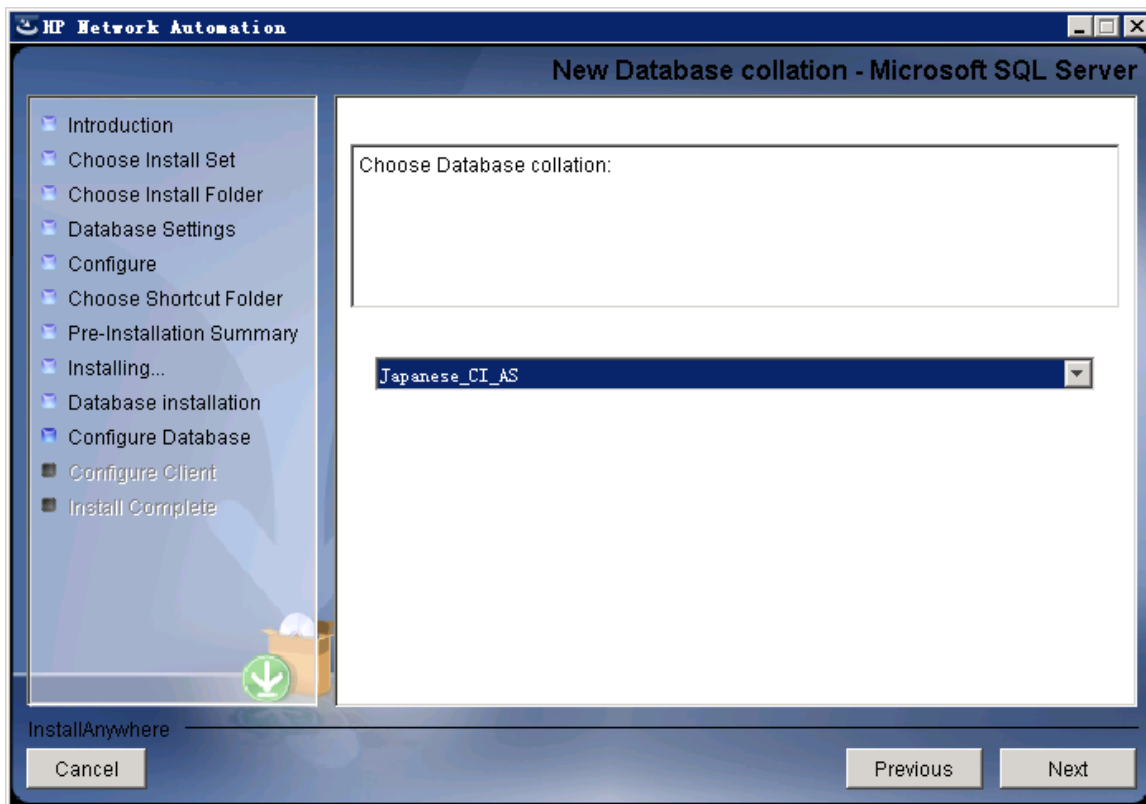 HP Network Automation
New Database collation - Microsoft SQL Server
Introduction
Choose Install Set
Choose Install Folder
Database Settings
Configure
Choose Shortcut Folder
Pre-Installation Summary
Installing...
Database installation
Configure Database
Configure Client
Install Complete
Choose Database collation:
Japanese_CI_AS
InstallAnywhere
Cancel
Previous
Next